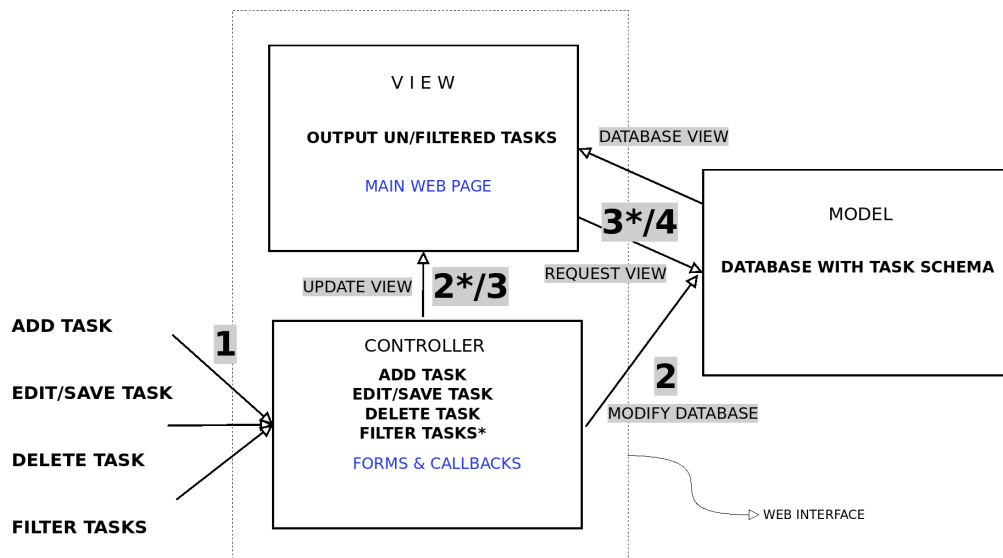 V I E W
OUTPUT UN/FILTERED TASKS
MAIN WEB PAGE
DATABASE VIEW
3*/4
REQUEST VIEW
MODEL
DATABASE WITH TASK SCHEMA
UPDATE VIEW
2*/3
ADD TASK
EDIT/SAVE TASK
DELETE TASK
FILTER TASKS
1
CONTROLLER
ADD TASK
EDIT/SAVE TASK
DELETE TASK
FILTER TASKS*
FORMS & CALLBACKS
2
MODIFY DATABASE
WEB INTERFACE